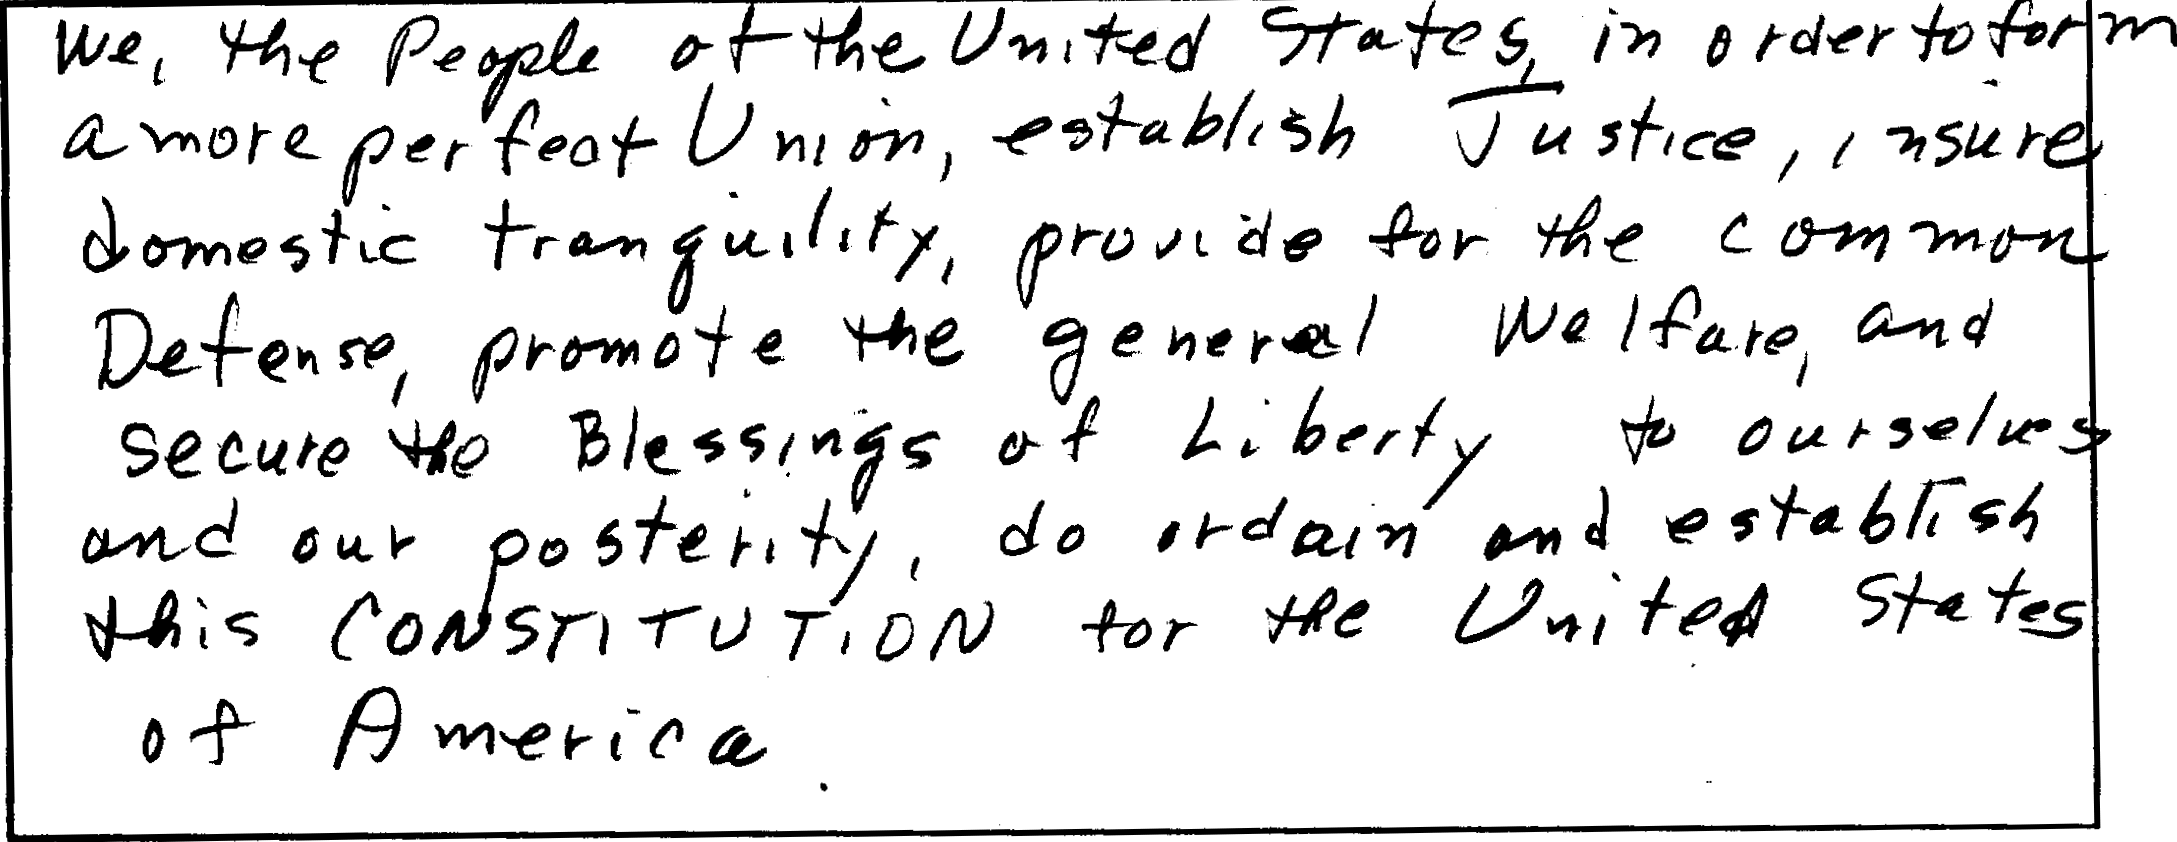 We, the People of the United States, in order to form
a more perfect Union, establish Justice, insure
domestic tranquility, provide for the common
Defense, promote the general Welfare, and
secure the Blessings of Liberty to ourselves
and our posterity, do ordain and establish
this CONSTITUTION for the United States
of America.